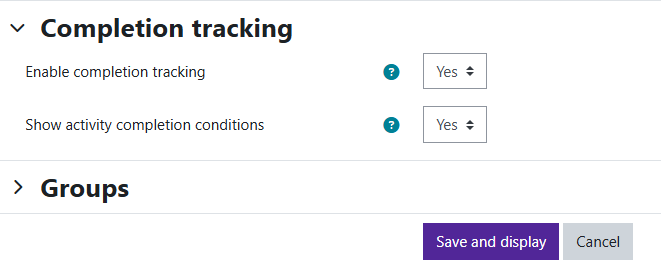 Completion tracking
Enable completion tracking ? Yes
Show activity completion conditions ? Yes
Groups
Save and display Cancel